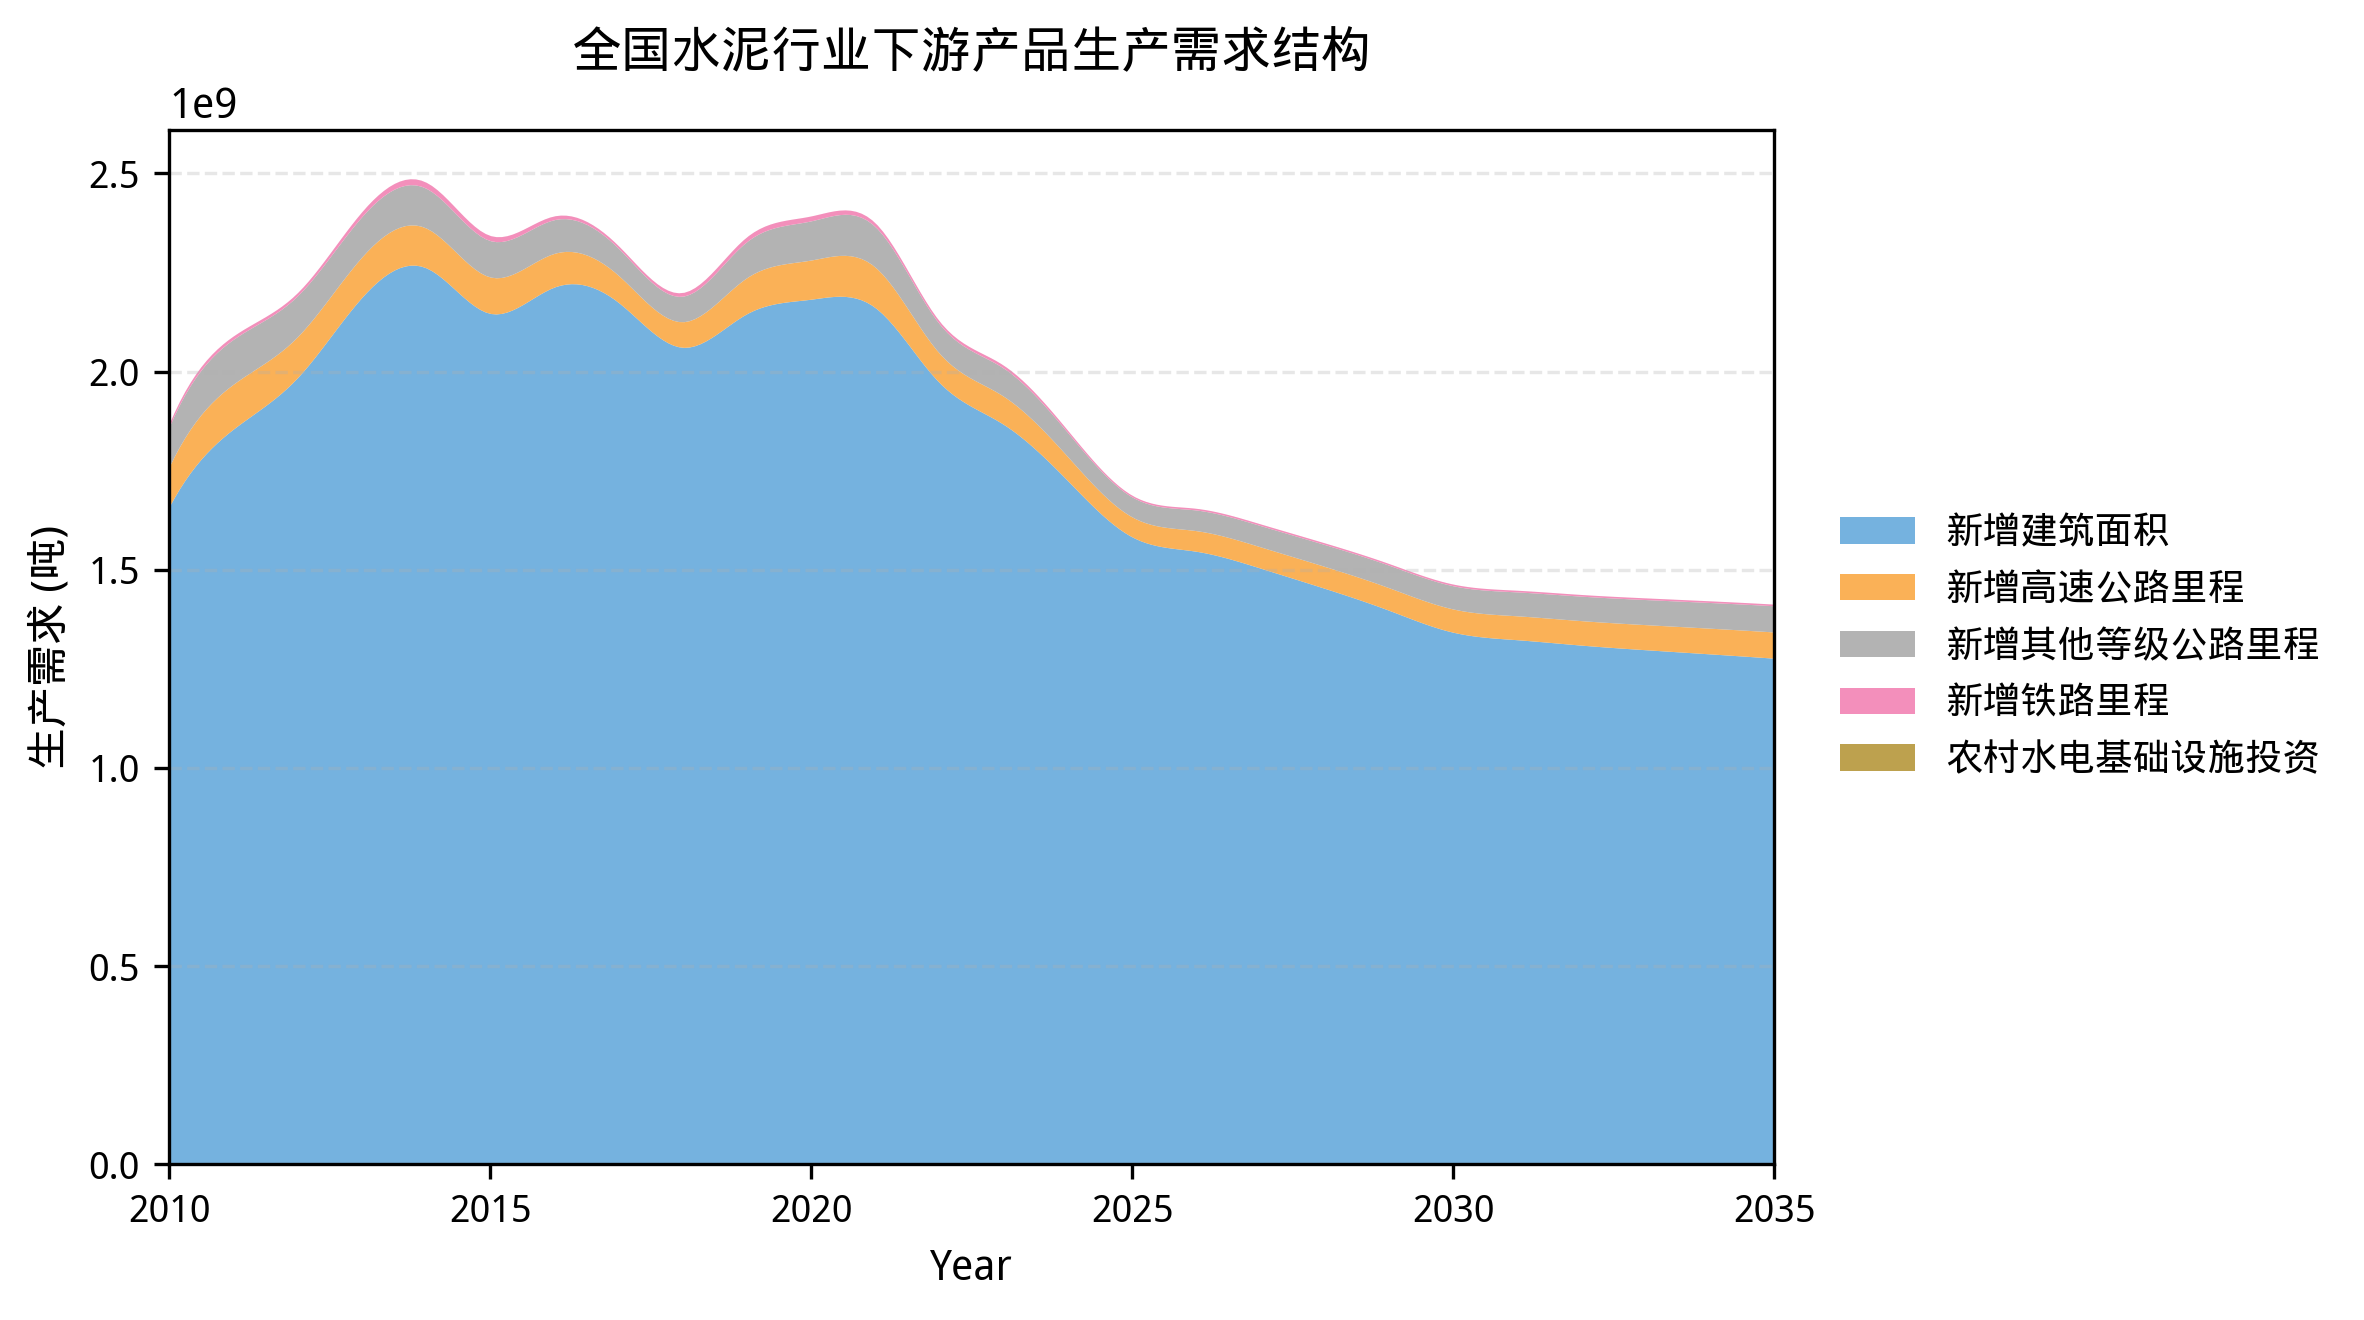 全国水泥行业下游产品生产需求结构
1e9
2.5
2.0
1.5
1.0
0.5
0.0
生产需求 (吨)
2010 2015 2020 2025 2030 2035
Year
新增建筑面积
新增高速公路里程
新增其他等级公路里程
新增铁路里程
农村水电基础设施投资